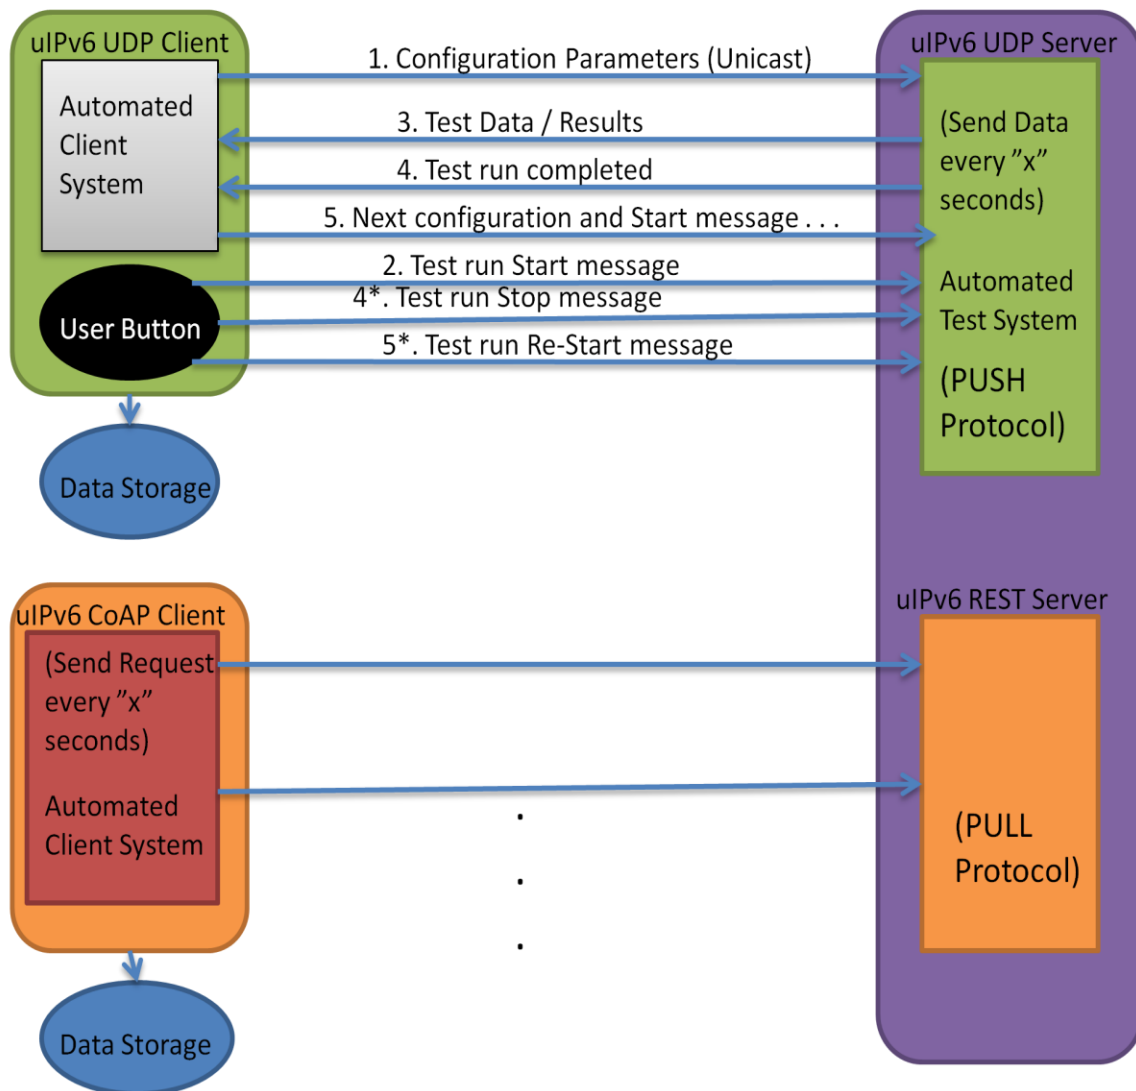 uIPv6 UDP Client
Automated
Client
System
User Button
Data Storage
1. Configuration Parameters (Unicast)
3. Test Data / Results
4. Test run completed
5. Next configuration and Start message . . .
2. Test run Start message
4*. Test run Stop message
5*. Test run Re-Start message
uIPv6 UDP Server
(Send Data
every ”x”
seconds)
Automated
Test System
(PUSH
Protocol)
uIPv6 CoAP Client
(Send Request
every ”x”
seconds)
Automated
Client System
Data Storage
.
.
.
uIPv6 REST Server
(PULL
Protocol)